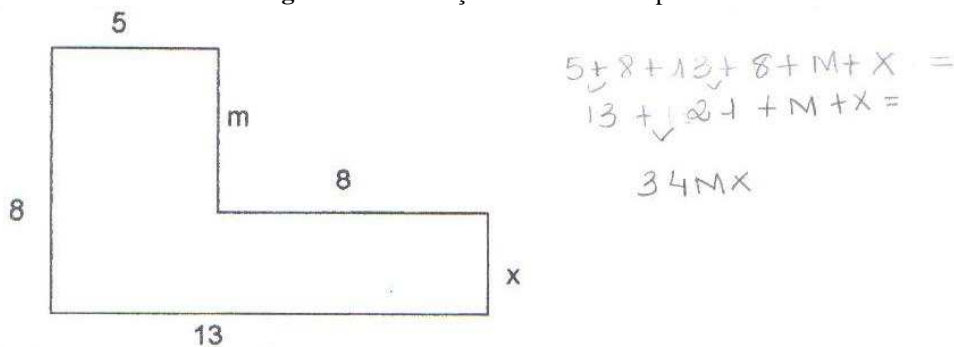 5
m
8
8
x
13
5+8+13+8+M+X =
13 + 21 + M+X =
34MX